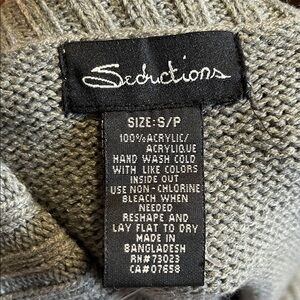 Seductions
SIZE: S/P
100% ACRYLIC/
ACRYLIQUE
HAND WASH COLD
WITH LIKE COLORS
INSIDE OUT
USE NON-CHLORINE
BLEACH WHEN
NEEDED
RESHAPE AND
LAY FLAT TO DRY
MADE IN
BANGLADESH
RN#73023
CA#07658